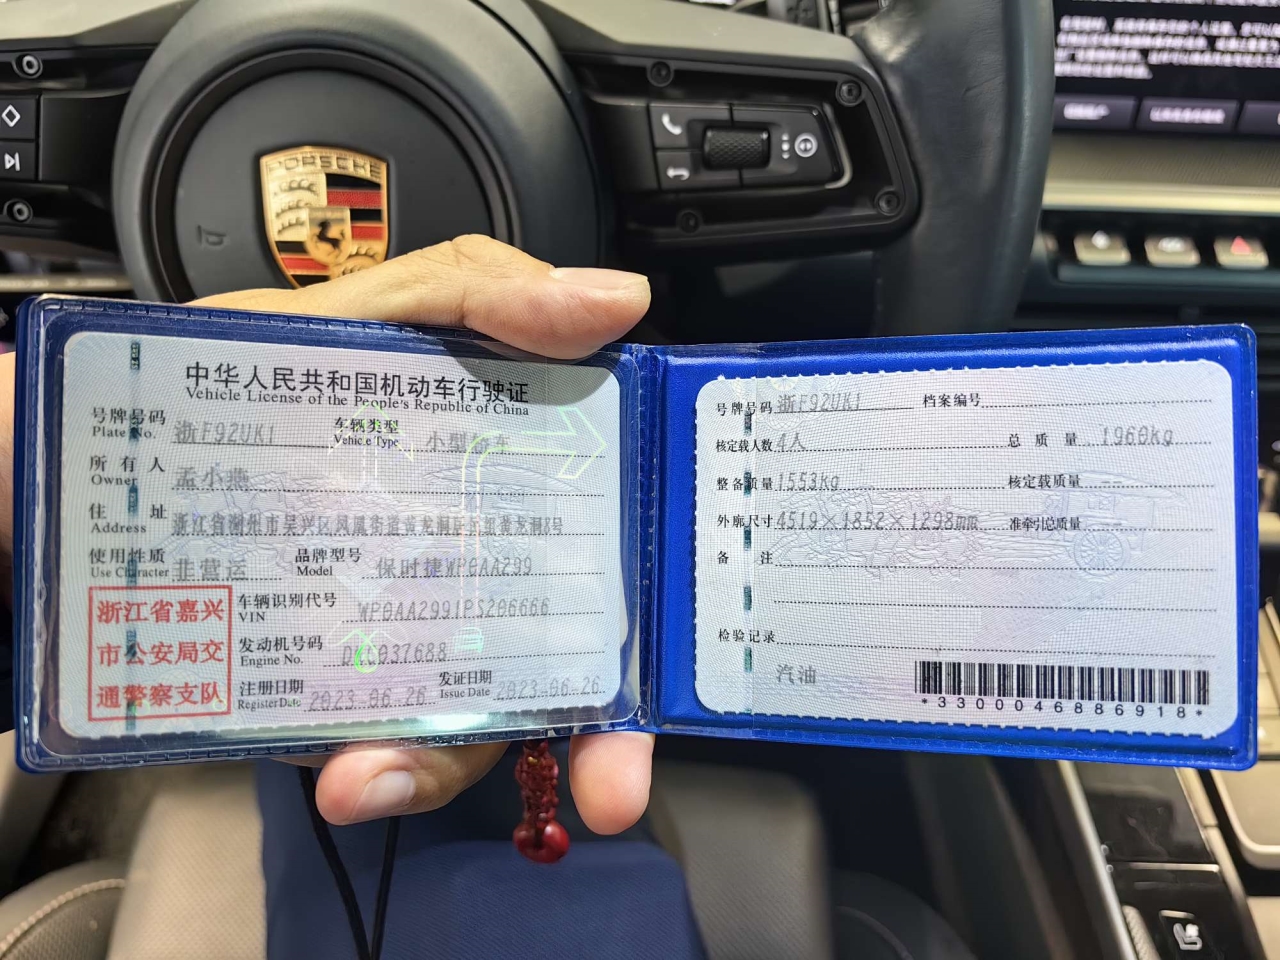 PORSCHE
中华人民共和国机动车行驶证
Vehicle License of the People's Republic of China
号牌号码 浙F92UK1 车辆类型 小型轿车
Plate No. Vehicle Type
所有人 孟小燕
Owner
住址 浙江省湖州市吴兴区凤凰街道黄龙洞
Address
使用性质 非营运 品牌型号 保时捷WP0AA299
Use Character Model
浙江省嘉兴
市公安局交
通警察支队
车辆识别代号 WP0AA2991PS206666
VIN
发动机号码 037688
Engine No.
注册日期 2023-06-26 发证日期 2023-06-26
Register Date Issue Date
号牌号码 浙F92UK1 档案编号
核定载人数 4人 总质量 1960kg
整备质量 1553kg 核定载质量 --
外廓尺寸 4519×1852×1298mm 准牵引总质量 --
备注
检验记录
汽油
*3300046886918*